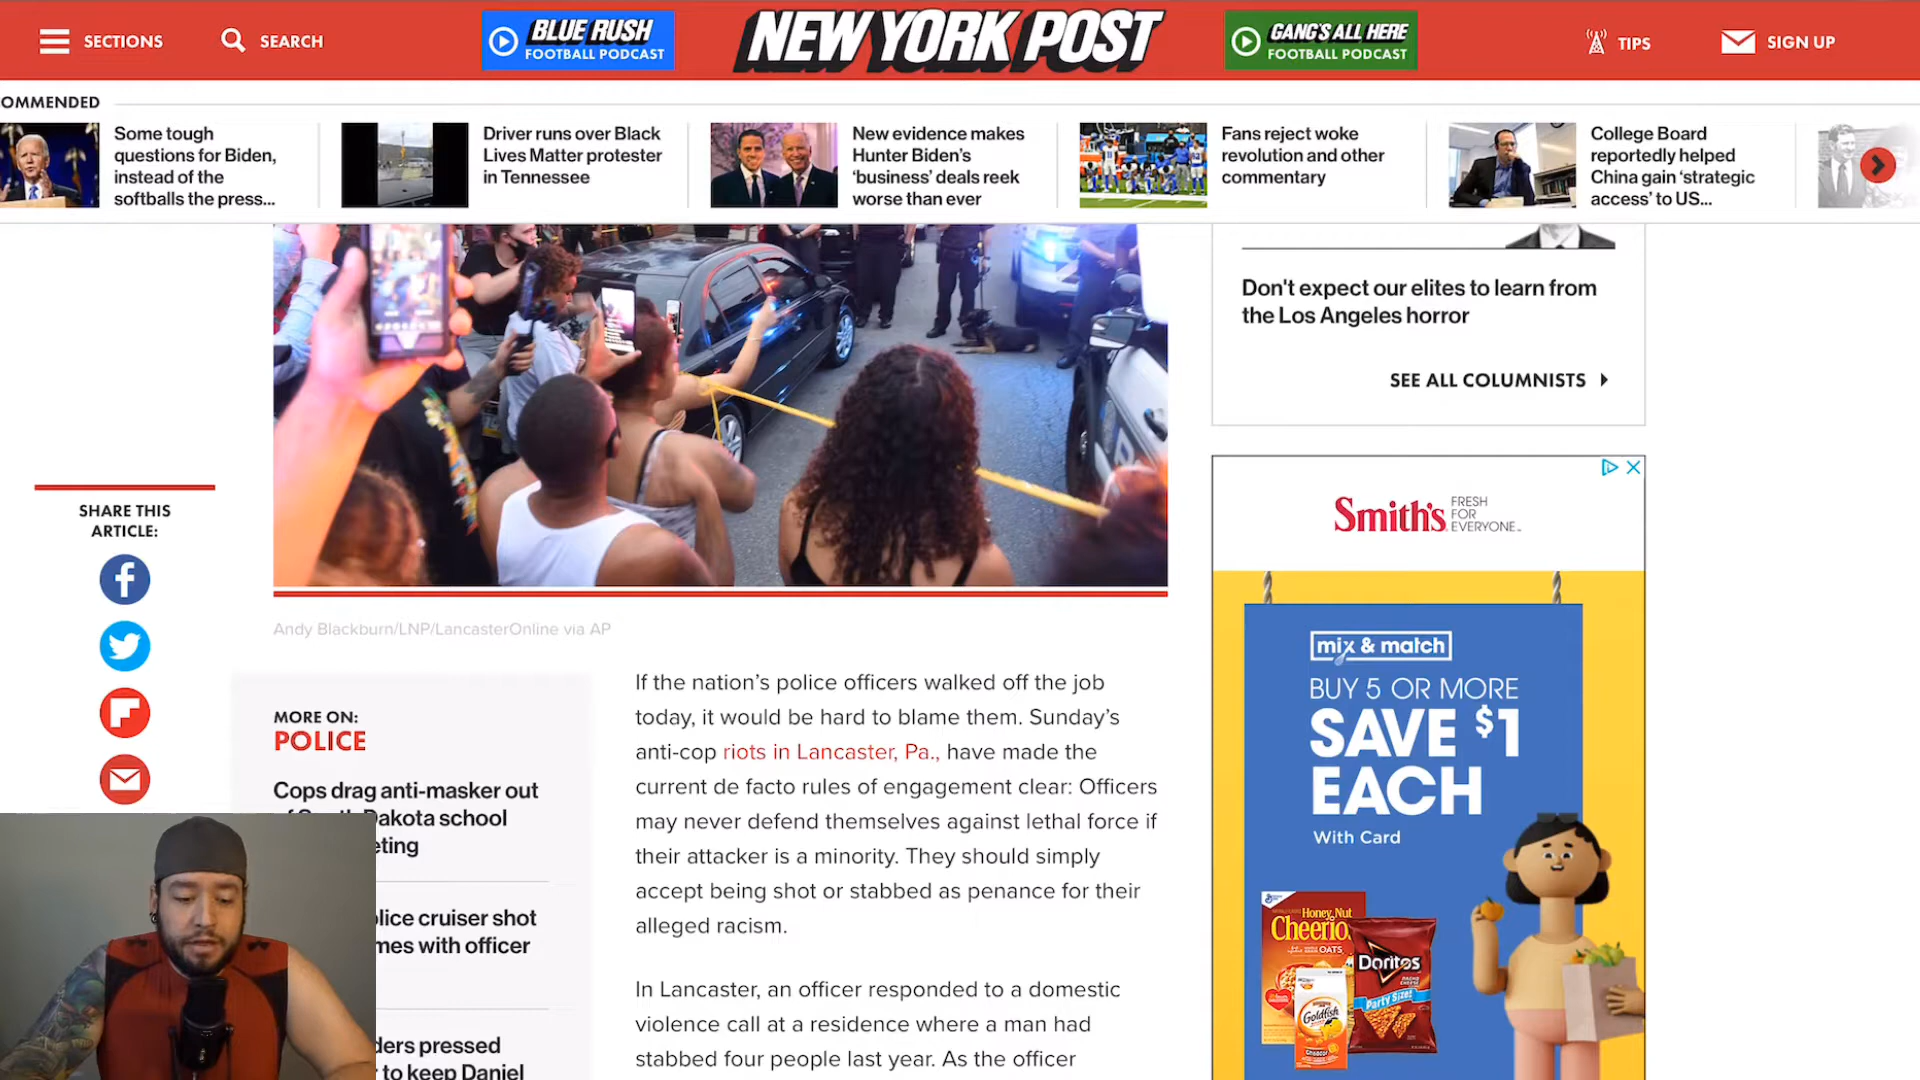 SECTIONS
SEARCH
BLUE RUSH
FOOTBALL PODCAST
NEW YORK POST
GANG'S ALL HERE
FOOTBALL PODCAST
TIPS
SIGN UP
OMMENDED
Some tough
questions for Biden,
instead of the
softballs the press...
Driver runs over Black
Lives Matter protester
in Tennessee
New evidence makes
Hunter Biden's
'business' deals reek
worse than ever
Fans reject woke
revolution and other
commentary
College Board
reportedly helped
China gain 'strategic
access' to US...
Don't expect our elites to learn from
the Los Angeles horror
SEE ALL COLUMNISTS
SHARE THIS
ARTICLE:
Andy Blackburn/LNP/LancasterOnline via AP
MORE ON:
POLICE
Cops drag anti-masker out
of South Dakota school
eting
lice cruiser shot
mes with officer
ders pressed
to keep Daniel
If the nation's police officers walked off the job
today, it would be hard to blame them. Sunday's
anti-cop riots in Lancaster, Pa., have made the
current de facto rules of engagement clear: Officers
may never defend themselves against lethal force if
their attacker is a minority. They should simply
accept being shot or stabbed as penance for their
alleged racism.
In Lancaster, an officer responded to a domestic
violence call at a residence where a man had
stabbed four people last year. As the officer
Smith's
FRESH
FOR
EVERYONE™
mix & match
BUY 5 OR MORE
SAVE $1
EACH
With Card
Honey Nut
Cheerios
OATS
Doritos
Party Size!
Goldfish